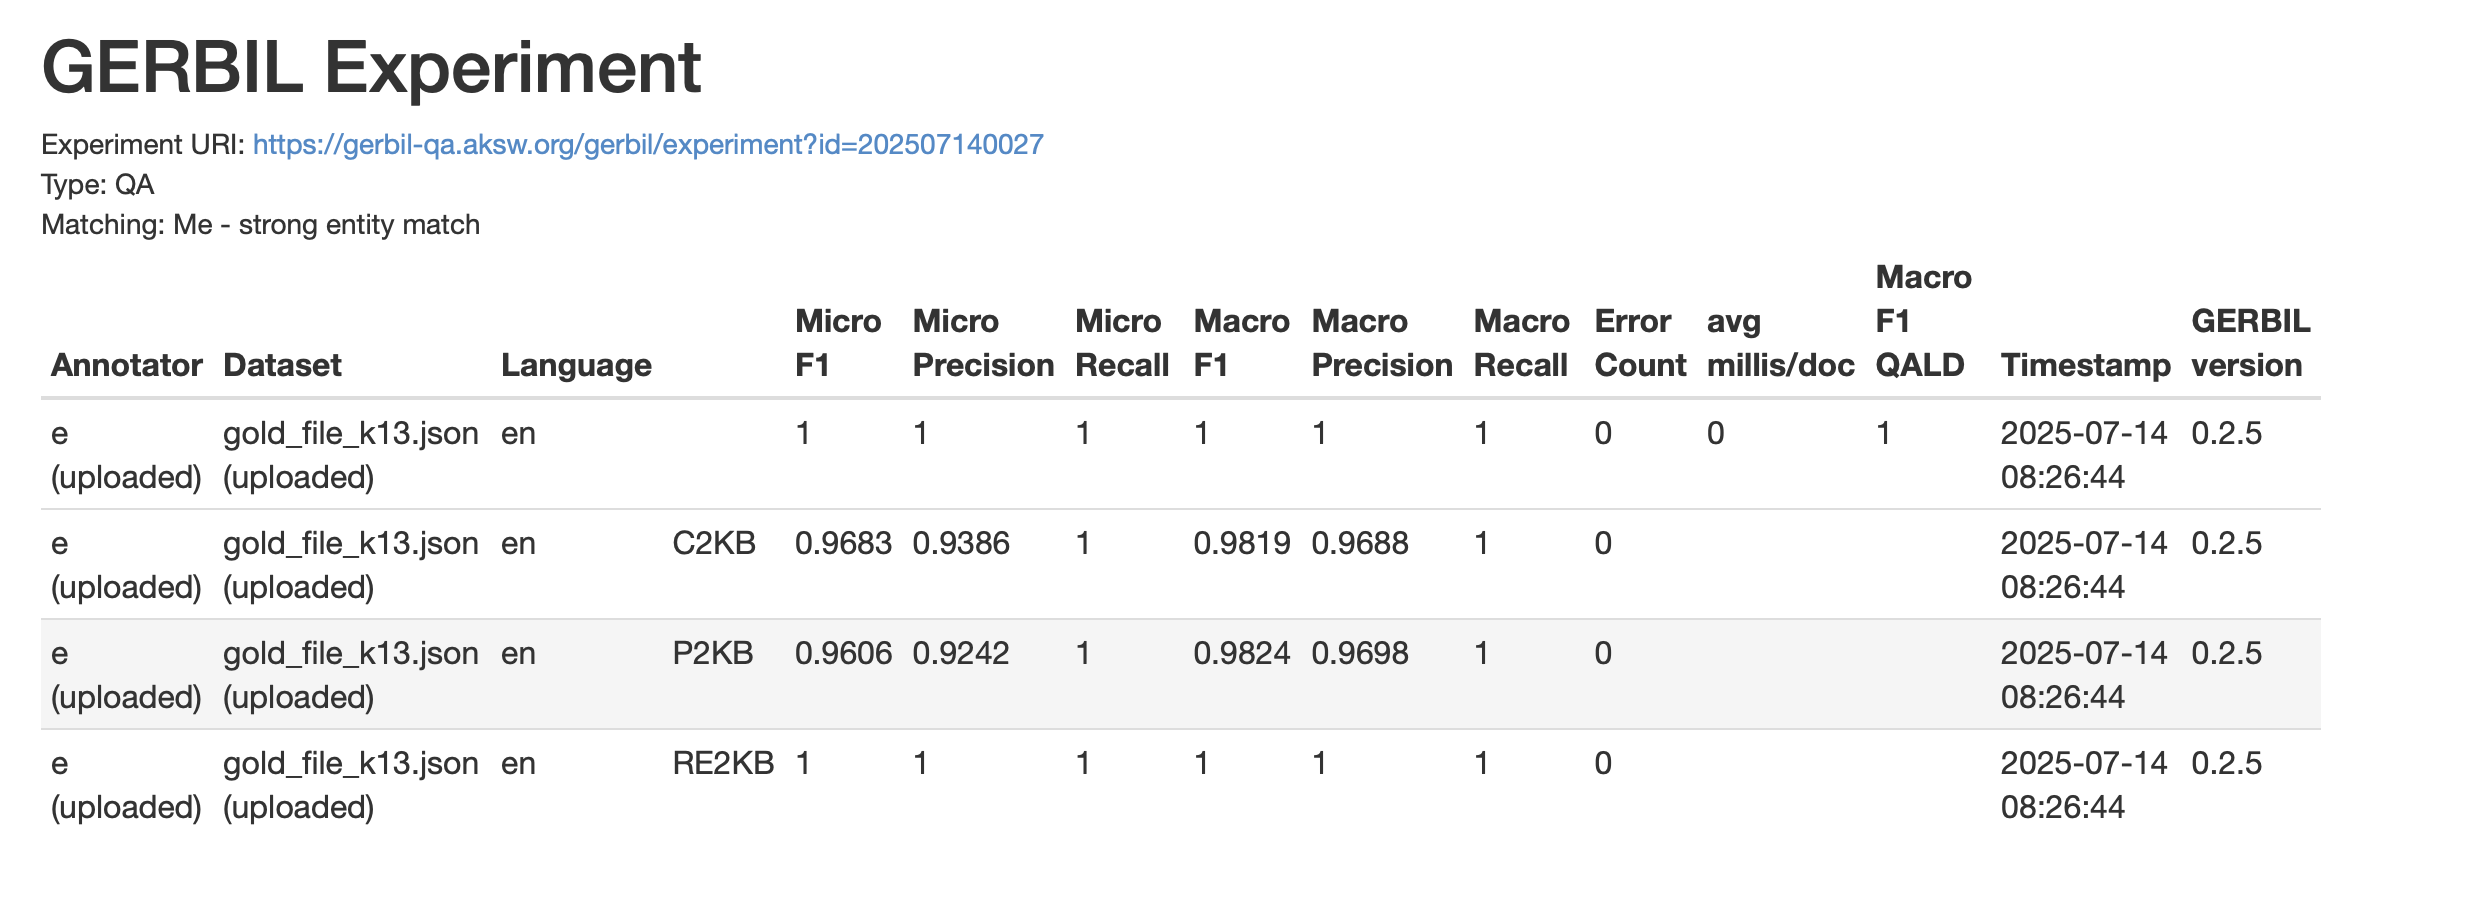 GERBIL Experiment
Experiment URI: https://gerbil-qa.aksw.org/gerbil/experiment?id=202507140027
Type: QA
Matching: Me - strong entity match
Macro
Micro Micro Micro Macro Macro Macro Error avg F1 GERBIL
Annotator Dataset Language F1 Precision Recall F1 Precision Recall Count millis/doc QALD Timestamp version
e gold_file_k13.json en 1 1 1 1 1 1 0 0 1 2025-07-14 0.2.5
(uploaded) (uploaded) 08:26:44
e gold_file_k13.json en C2KB 0.9683 0.9386 1 0.9819 0.9688 1 0 2025-07-14 0.2.5
(uploaded) (uploaded) 08:26:44
e gold_file_k13.json en P2KB 0.9606 0.9242 1 0.9824 0.9698 1 0 2025-07-14 0.2.5
(uploaded) (uploaded) 08:26:44
e gold_file_k13.json en RE2KB 1 1 1 1 1 1 0 2025-07-14 0.2.5
(uploaded) (uploaded) 08:26:44